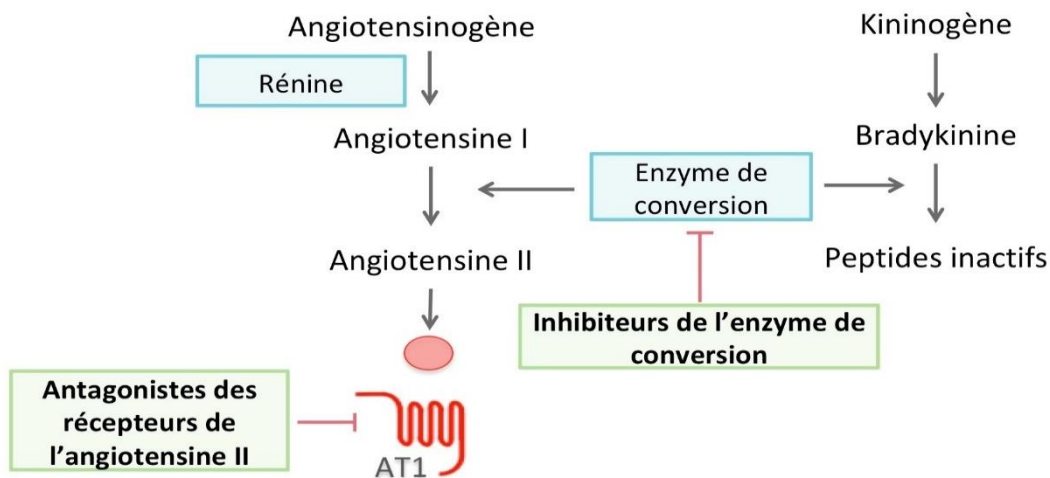 Angiotensinogène
Kininogène
Rénine
Angiotensine I
Bradykinine
Enzyme de
conversion
Angiotensine II
Peptides inactifs
Inhibiteurs de l’enzyme de
conversion
Antagonistes des
récepteurs de
l’angiotensine II
AT1